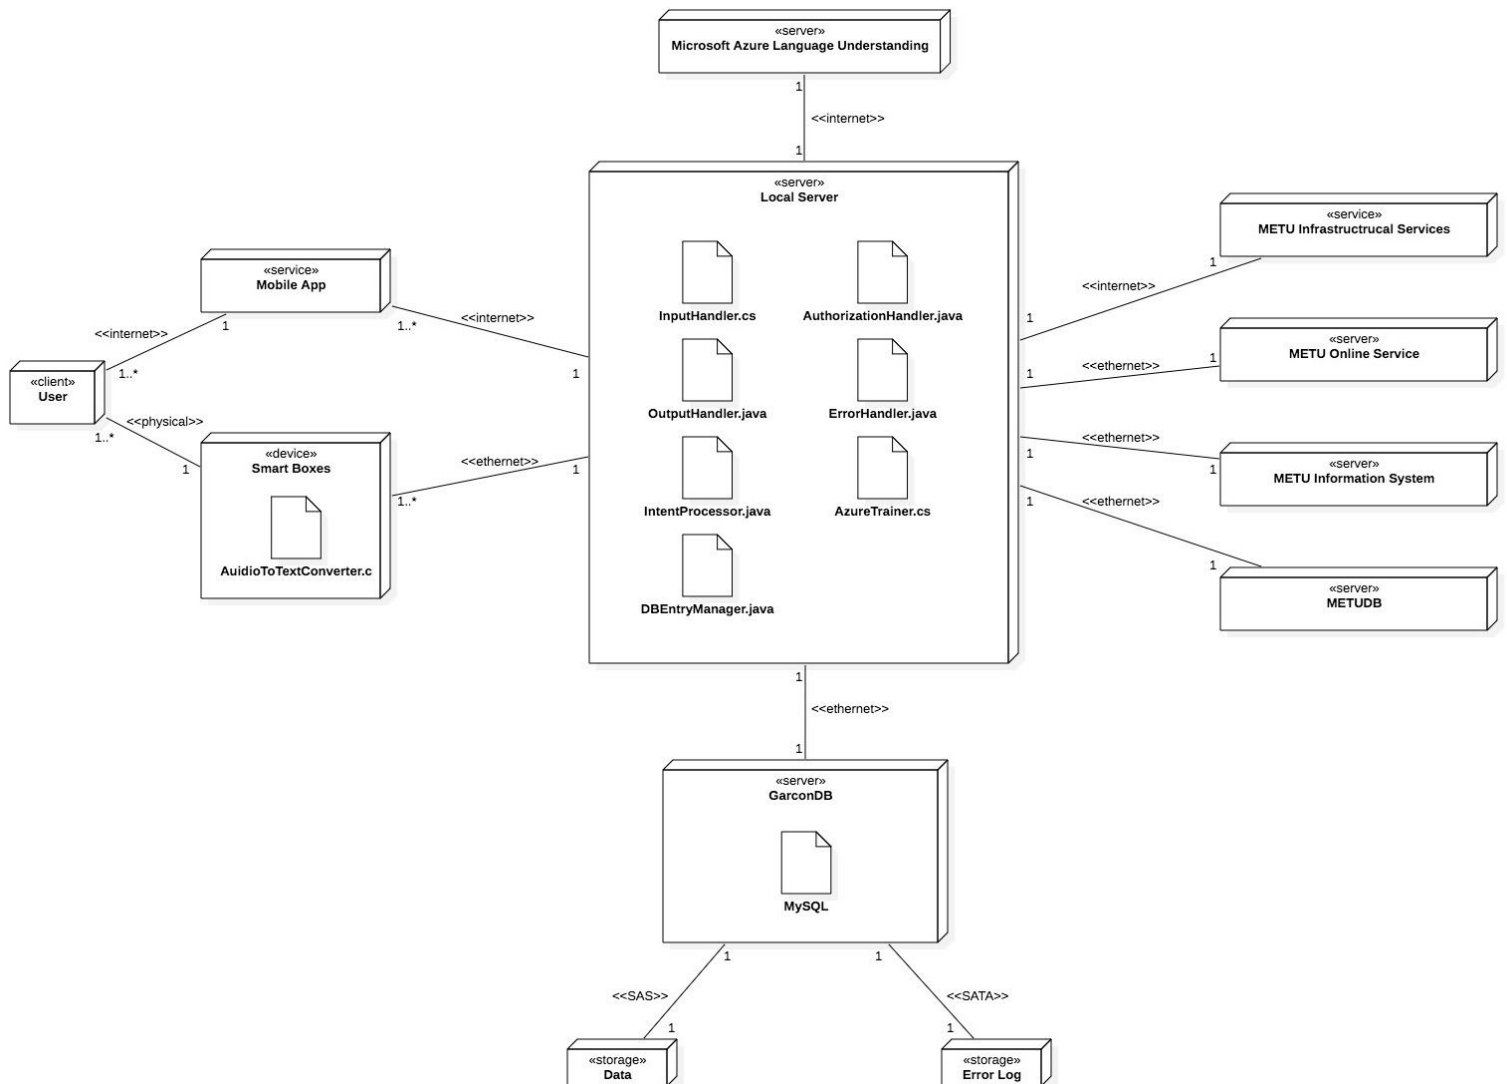 «server»
Microsoft Azure Language Understanding
1
<<internet>>
1
«server»
Local Server
InputHandler.cs
AuthorizationHandler.java
OutputHandler.java
ErrorHandler.java
IntentProcessor.java
AzureTrainer.cs
DBEntryManager.java
«service»
Mobile App
<<internet>>
1
1..*
1..*
<<internet>>
1
«client»
User
<<physical>>
1..*
1
«device»
Smart Boxes
AuidioToTextConverter.c
<<ethernet>>
1..*
1
«service»
METU Infrastructrucal Services
1
<<internet>>
1
«server»
METU Online Service
1
<<ethernet>>
1
«server»
METU Information System
<<ethernet>>
1
1
<<ethernet>>
1
1
«server»
METUDB
1
<<ethernet>>
1
«server»
GarconDB
MySQL
1
1
<<SAS>>
<<SATA>>
1
1
«storage»
Data
«storage»
Error Log